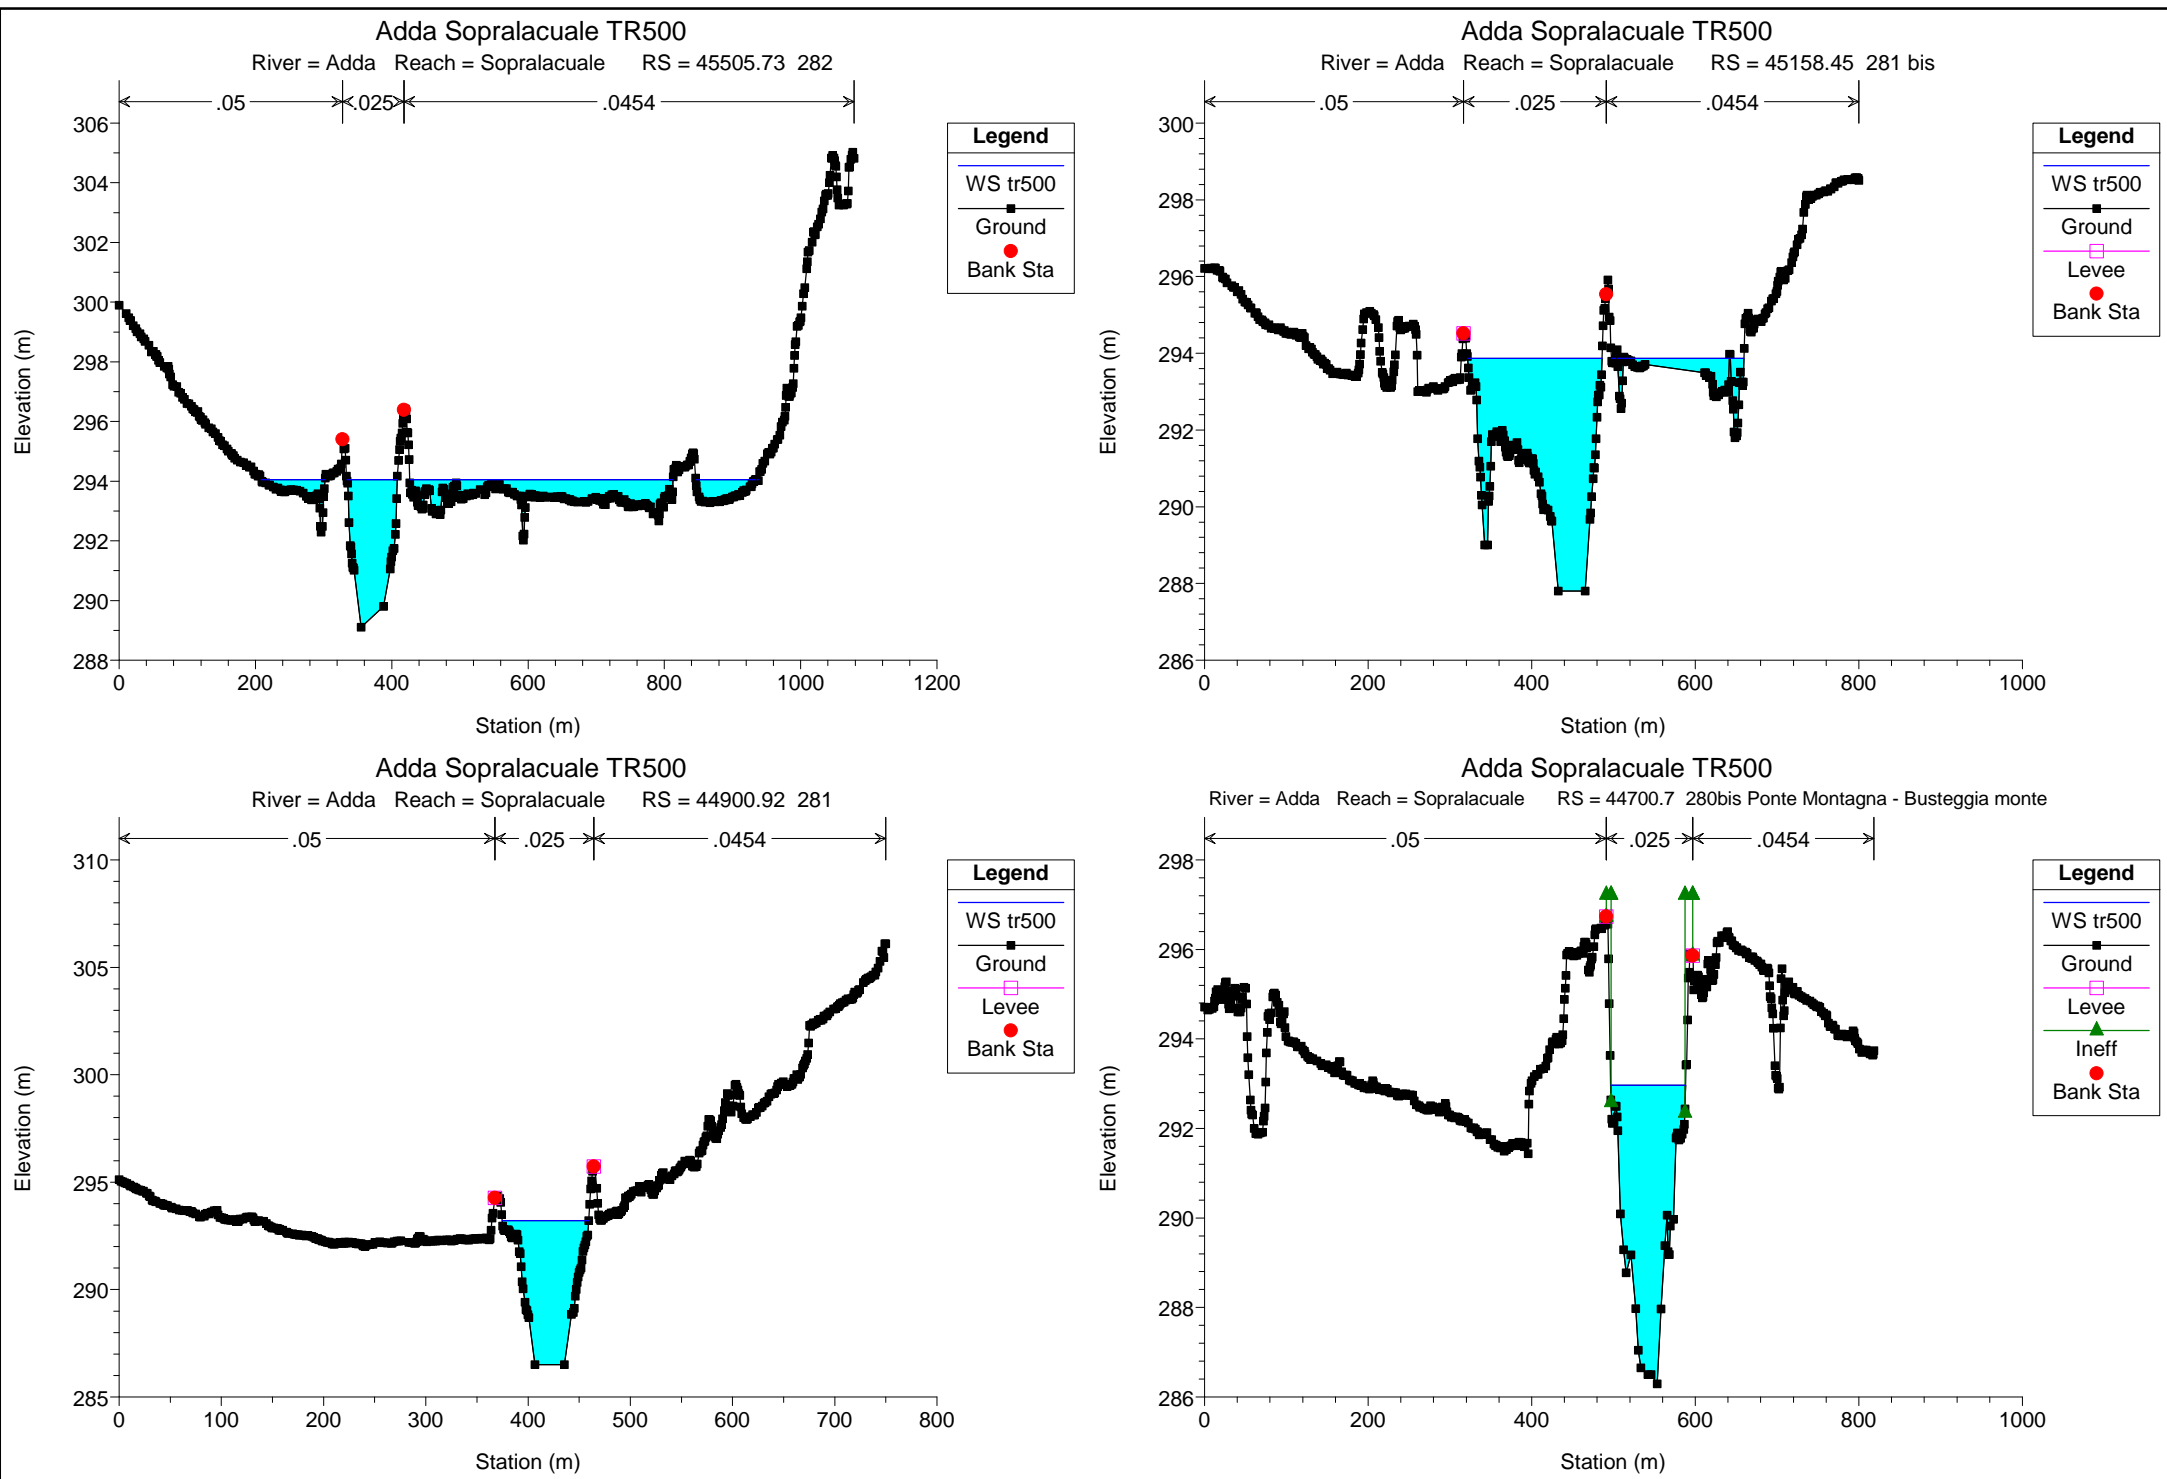 Adda Sopralacuale TR500
River = Adda Reach = Sopralacuale RS = 45505.73 282
.05 .025 .0454
306
304
302
300
298
296
294
292
290
288
0 200 400 600 800 1000 1200
Station (m)
Elevation (m)
Legend
WS tr500
Ground
Bank Sta
Adda Sopralacuale TR500
River = Adda Reach = Sopralacuale RS = 45158.45 281 bis
.05 .025 .0454
300
298
296
294
292
290
288
286
0 200 400 600 800 1000
Station (m)
Elevation (m)
Legend
WS tr500
Ground
Levee
Bank Sta
Adda Sopralacuale TR500
River = Adda Reach = Sopralacuale RS = 44900.92 281
.05 .025 .0454
310
305
300
295
290
285
0 100 200 300 400 500 600 700 800
Station (m)
Elevation (m)
Legend
WS tr500
Ground
Levee
Bank Sta
Adda Sopralacuale TR500
River = Adda Reach = Sopralacuale RS = 44700.7 280bis Ponte Montagna - Busteggia monte
.05 .025 .0454
298
296
294
292
290
288
286
0 200 400 600 800 1000
Station (m)
Elevation (m)
Legend
WS tr500
Ground
Levee
Ineff
Bank Sta